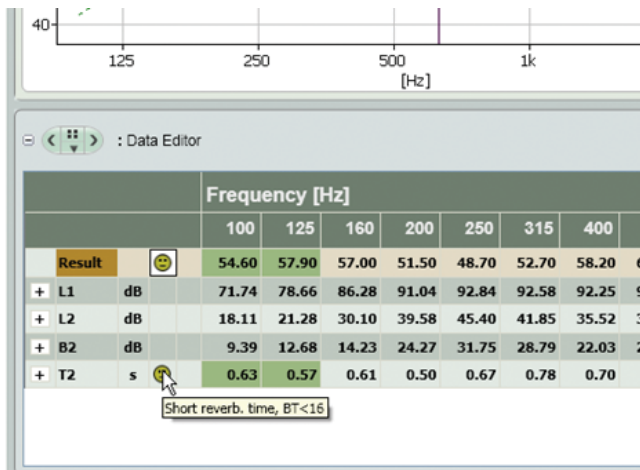 40
125 250 500 1k
[Hz]
: Data Editor
Frequency [Hz]
100 125 160 200 250 315 400
Result 54.60 57.90 57.00 51.50 48.70 52.70 58.20
+ L1 dB 71.74 78.66 86.28 91.04 92.84 92.58 92.25
+ L2 dB 18.11 21.28 30.10 39.58 45.40 41.85 35.52
+ B2 dB 9.39 12.68 14.23 24.27 31.75 28.79 22.03
+ T2 s 0.63 0.57 0.61 0.50 0.67 0.78 0.70
Short reverb. time, BT<16